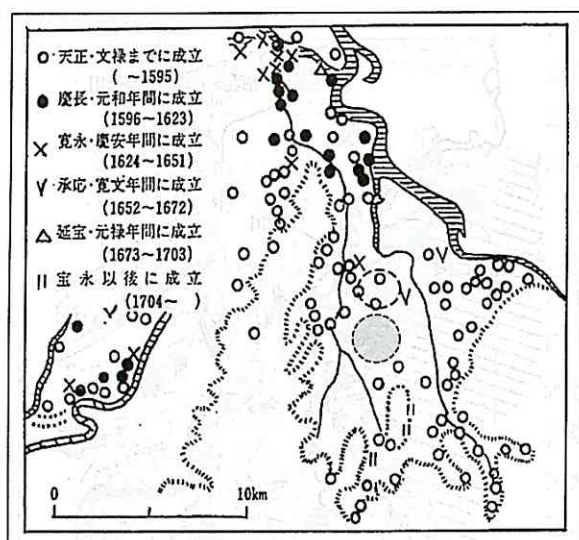 ○ 天正・文禄までに成立
( ~1595)
● 慶長・元和年間に成立
(1596~1623)
× 寛永・慶安年間に成立
(1624~1651)
Y 承応・寛文年間に成立
(1652~1672)
△ 延宝・元禄年間に成立
(1673~1703)
|| 宝永以後に成立
(1704~ )
0 10km